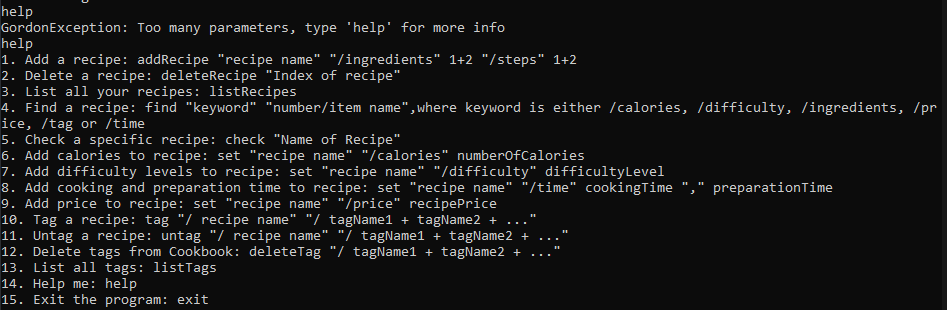 help
GordonException: Too many parameters, type 'help' for more info
help
1. Add a recipe: addRecipe "recipe name" "/ingredients" 1+2 "/steps" 1+2
2. Delete a recipe: deleteRecipe "Index of recipe"
3. List all your recipes: listRecipes
4. Find a recipe: find "keyword" "number/item name",where keyword is either /calories, /difficulty, /ingredients, /pr
ice, /tag or /time
5. Check a specific recipe: check "Name of Recipe"
6. Add calories to recipe: set "recipe name" "/calories" numberOfCalories
7. Add difficulty levels to recipe: set "recipe name" "/difficulty" difficultyLevel
8. Add cooking and preparation time to recipe: set "recipe name" "/time" cookingTime "," preparationTime
9. Add price to recipe: set "recipe name" "/price" recipePrice
10. Tag a recipe: tag "/ recipe name" "/ tagName1 + tagName2 + ..."
11. Untag a recipe: untag "/ recipe name" "/ tagName1 + tagName2 + ..."
12. Delete tags from Cookbook: deleteTag "/ tagName1 + tagName2 + ..."
13. List all tags: listTags
14. Help me: help
15. Exit the program: exit